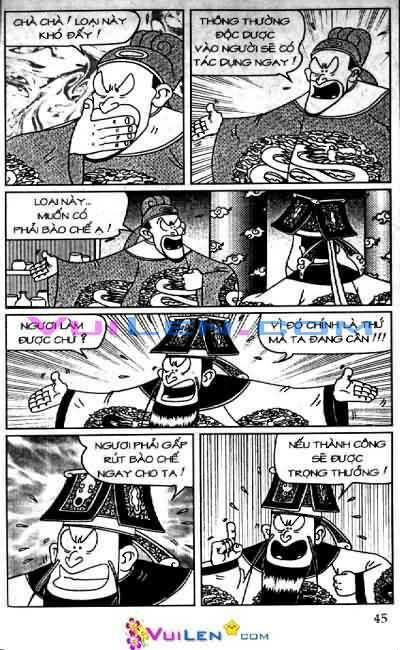 CHÀ CHÀ! LOẠI NÀY
KHÓ ĐẤY!
THÔNG THƯỜNG
ĐỘC DƯỢC
VÀO NGƯỜI SẼ CÓ
TÁC DỤNG NGAY!
LOẠI NÀY...
MUỐN CÓ
PHẢI BÀO CHẾ Ạ!
NGƯƠI LÀM
ĐƯỢC CHỨ?
VÌ ĐÓ CHÍNH LÀ THỨ
MÀ TA ĐANG CẦN!!!
VUILEN.COM
NGƯƠI PHẢI GẤP
RÚT BÀO CHẾ
NGAY CHO TA!
NẾU THÀNH CÔNG
SẼ ĐƯỢC
TRỌNG THƯỞNG!
45
VUILEN.COM